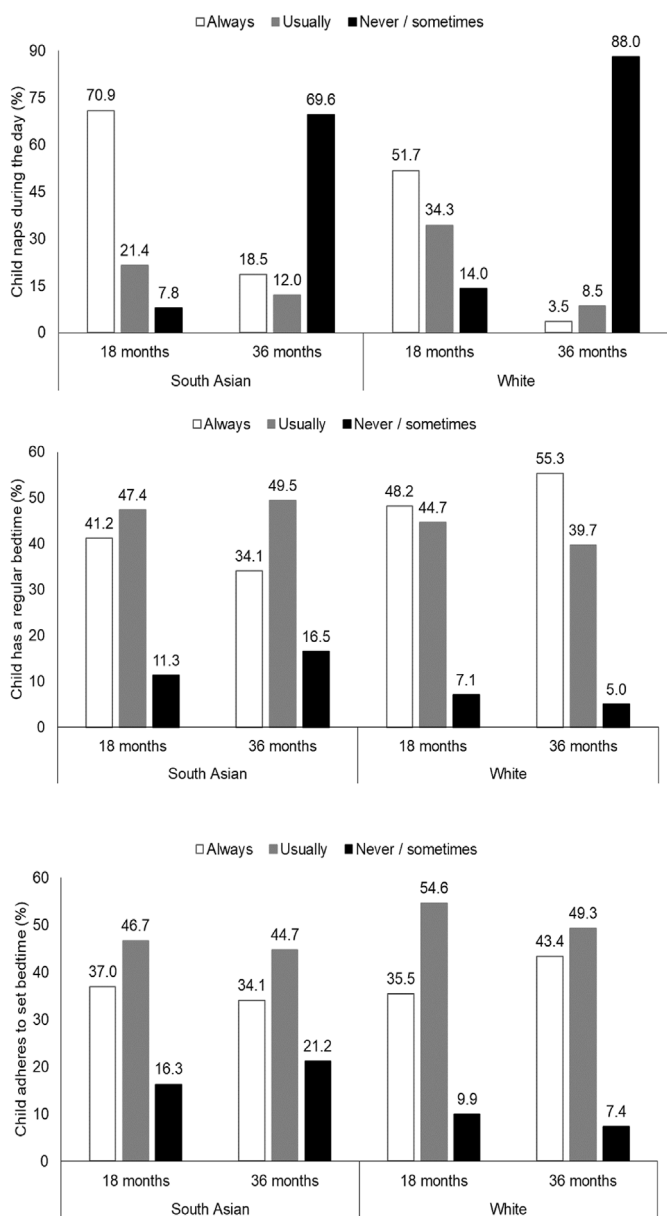 Always Usually Never / sometimes
Child naps during the day (%)
90
75
60
45
30
15
0
70.9 21.4 7.8 18.5 12.0 69.6 51.7 34.3 14.0 3.5 8.5 88.0
18 months 36 months 18 months 36 months
South Asian White
Always Usually Never / sometimes
Child has a regular bedtime (%)
60
50
40
30
20
10
0
41.2 47.4 11.3 34.1 49.5 16.5 48.2 44.7 7.1 55.3 39.7 5.0
18 months 36 months 18 months 36 months
South Asian White
Always Usually Never / sometimes
Child adheres to set bedtime (%)
60
50
40
30
20
10
0
37.0 46.7 16.3 34.1 44.7 21.2 35.5 54.6 9.9 43.4 49.3 7.4
18 months 36 months 18 months 36 months
South Asian White